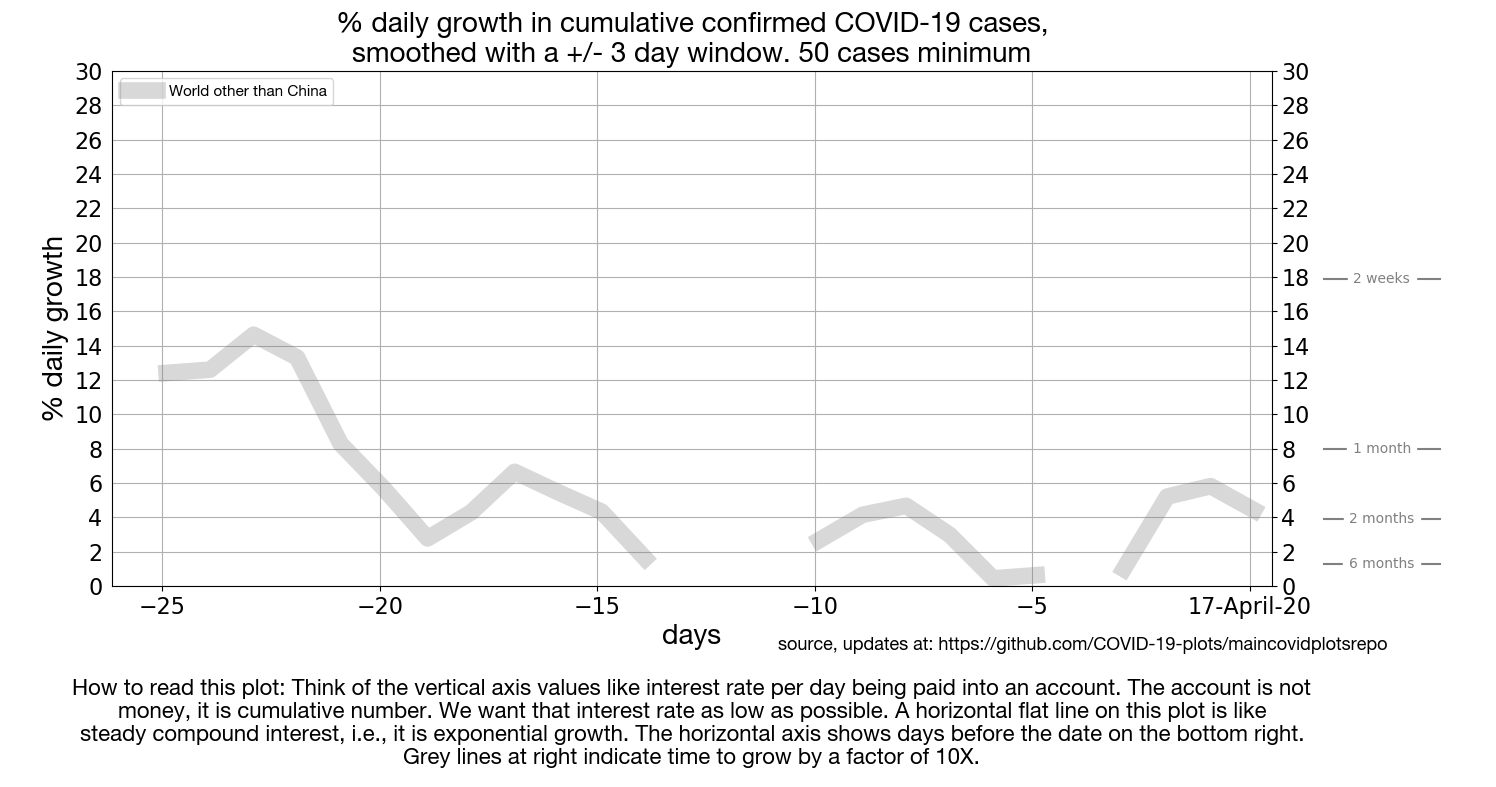 % daily growth in cumulative confirmed COVID-19 cases,
smoothed with a +/- 3 day window. 50 cases minimum
World other than China
30
28
26
24
22
20
18
16
14
12
10
8
6
4
2
0
% daily growth
30
28
26
24
22
20
18
16
14
12
10
8
6
4
2
0
2 weeks
1 month
2 months
6 months
−25 −20 −15 −10 −5 17-April-20
days
source, updates at: https://github.com/COVID-19-plots/maincovidplotsrepo
How to read this plot: Think of the vertical axis values like interest rate per day being paid into an account. The account is not
money, it is cumulative number. We want that interest rate as low as possible. A horizontal flat line on this plot is like
steady compound interest, i.e., it is exponential growth. The horizontal axis shows days before the date on the bottom right.
Grey lines at right indicate time to grow by a factor of 10X.